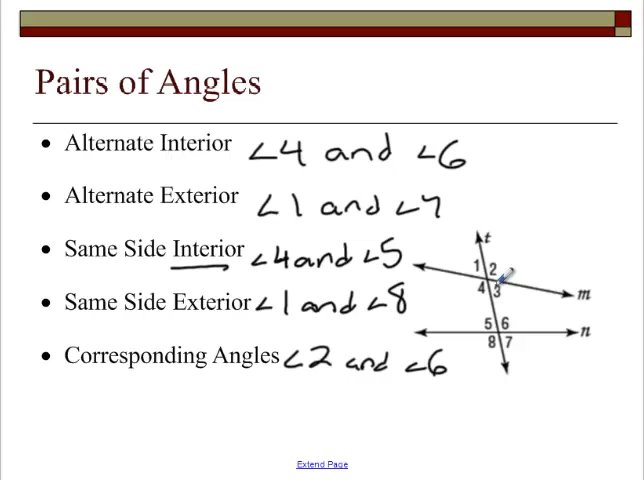 Pairs of Angles
• Alternate Interior ∠4 and ∠6
• Alternate Exterior ∠1 and ∠7
• Same Side Interior ∠4 and ∠5
• Same Side Exterior ∠1 and ∠8
• Corresponding Angles ∠2 and ∠6
t
1 2
4 3
m
5 6
n
8 7
Extend Page